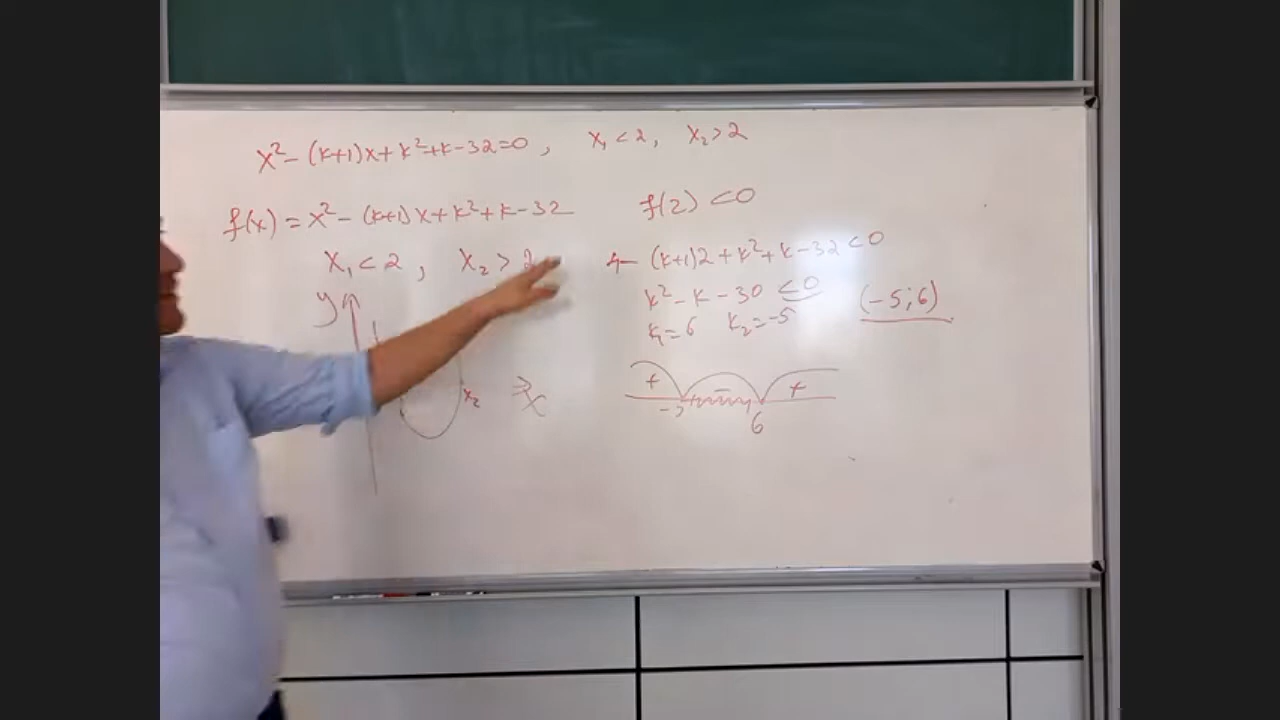 x² - (k+1)x + k² + k - 32 = 0, x₁ < 2, x₂ > 2
f(x) = x² - (k+1)x + k² + k - 32
x₁ < 2, x₂ > 2
y
x₂
x
f(2) < 0
4 - (k+1)2 + k² + k - 32 < 0
k² - k - 30 < 0 (-5; 6)
k₁ = 6 k₂ = -5
+ - +
-5 6